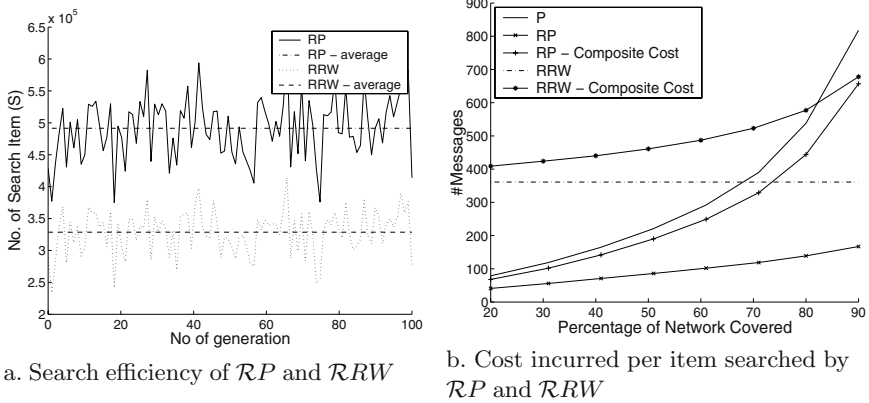 x 10^5
6.5
6
5.5
5
4.5
4
3.5
3
2.5
2
No. of Search Item (S)
RP
RP – average
RRW
RRW – average
0
20
40
60
80
100
No of generation
a. Search efficiency of RP and RRW
900
800
700
600
500
400
300
200
100
0
#Messages
P
RP
RP – Composite Cost
RRW
RRW – Composite Cost
20
30
40
50
60
70
80
90
Percentage of Network Covered
b. Cost incurred per item searched by
RP and RRW